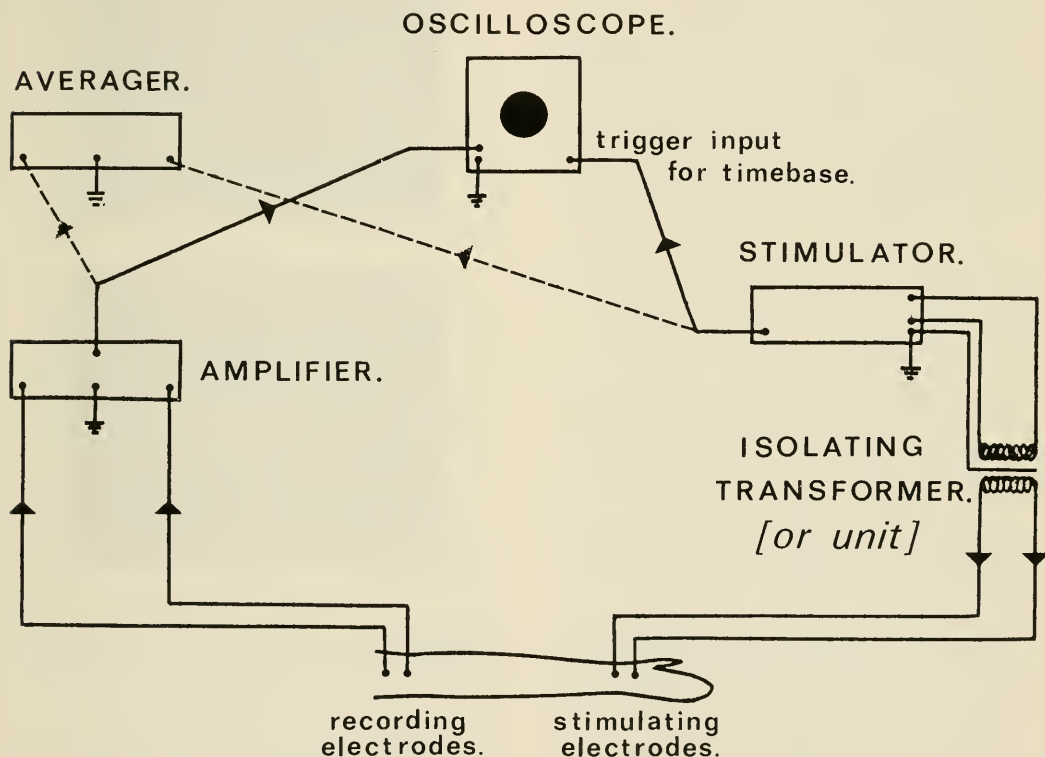 OSCILLOSCOPE.
AVERAGER.
trigger input
for timebase.
STIMULATOR.
AMPLIFIER.
ISOLATING
TRANSFORMER.
[or unit]
recording
electrodes.
stimulating
electrodes.